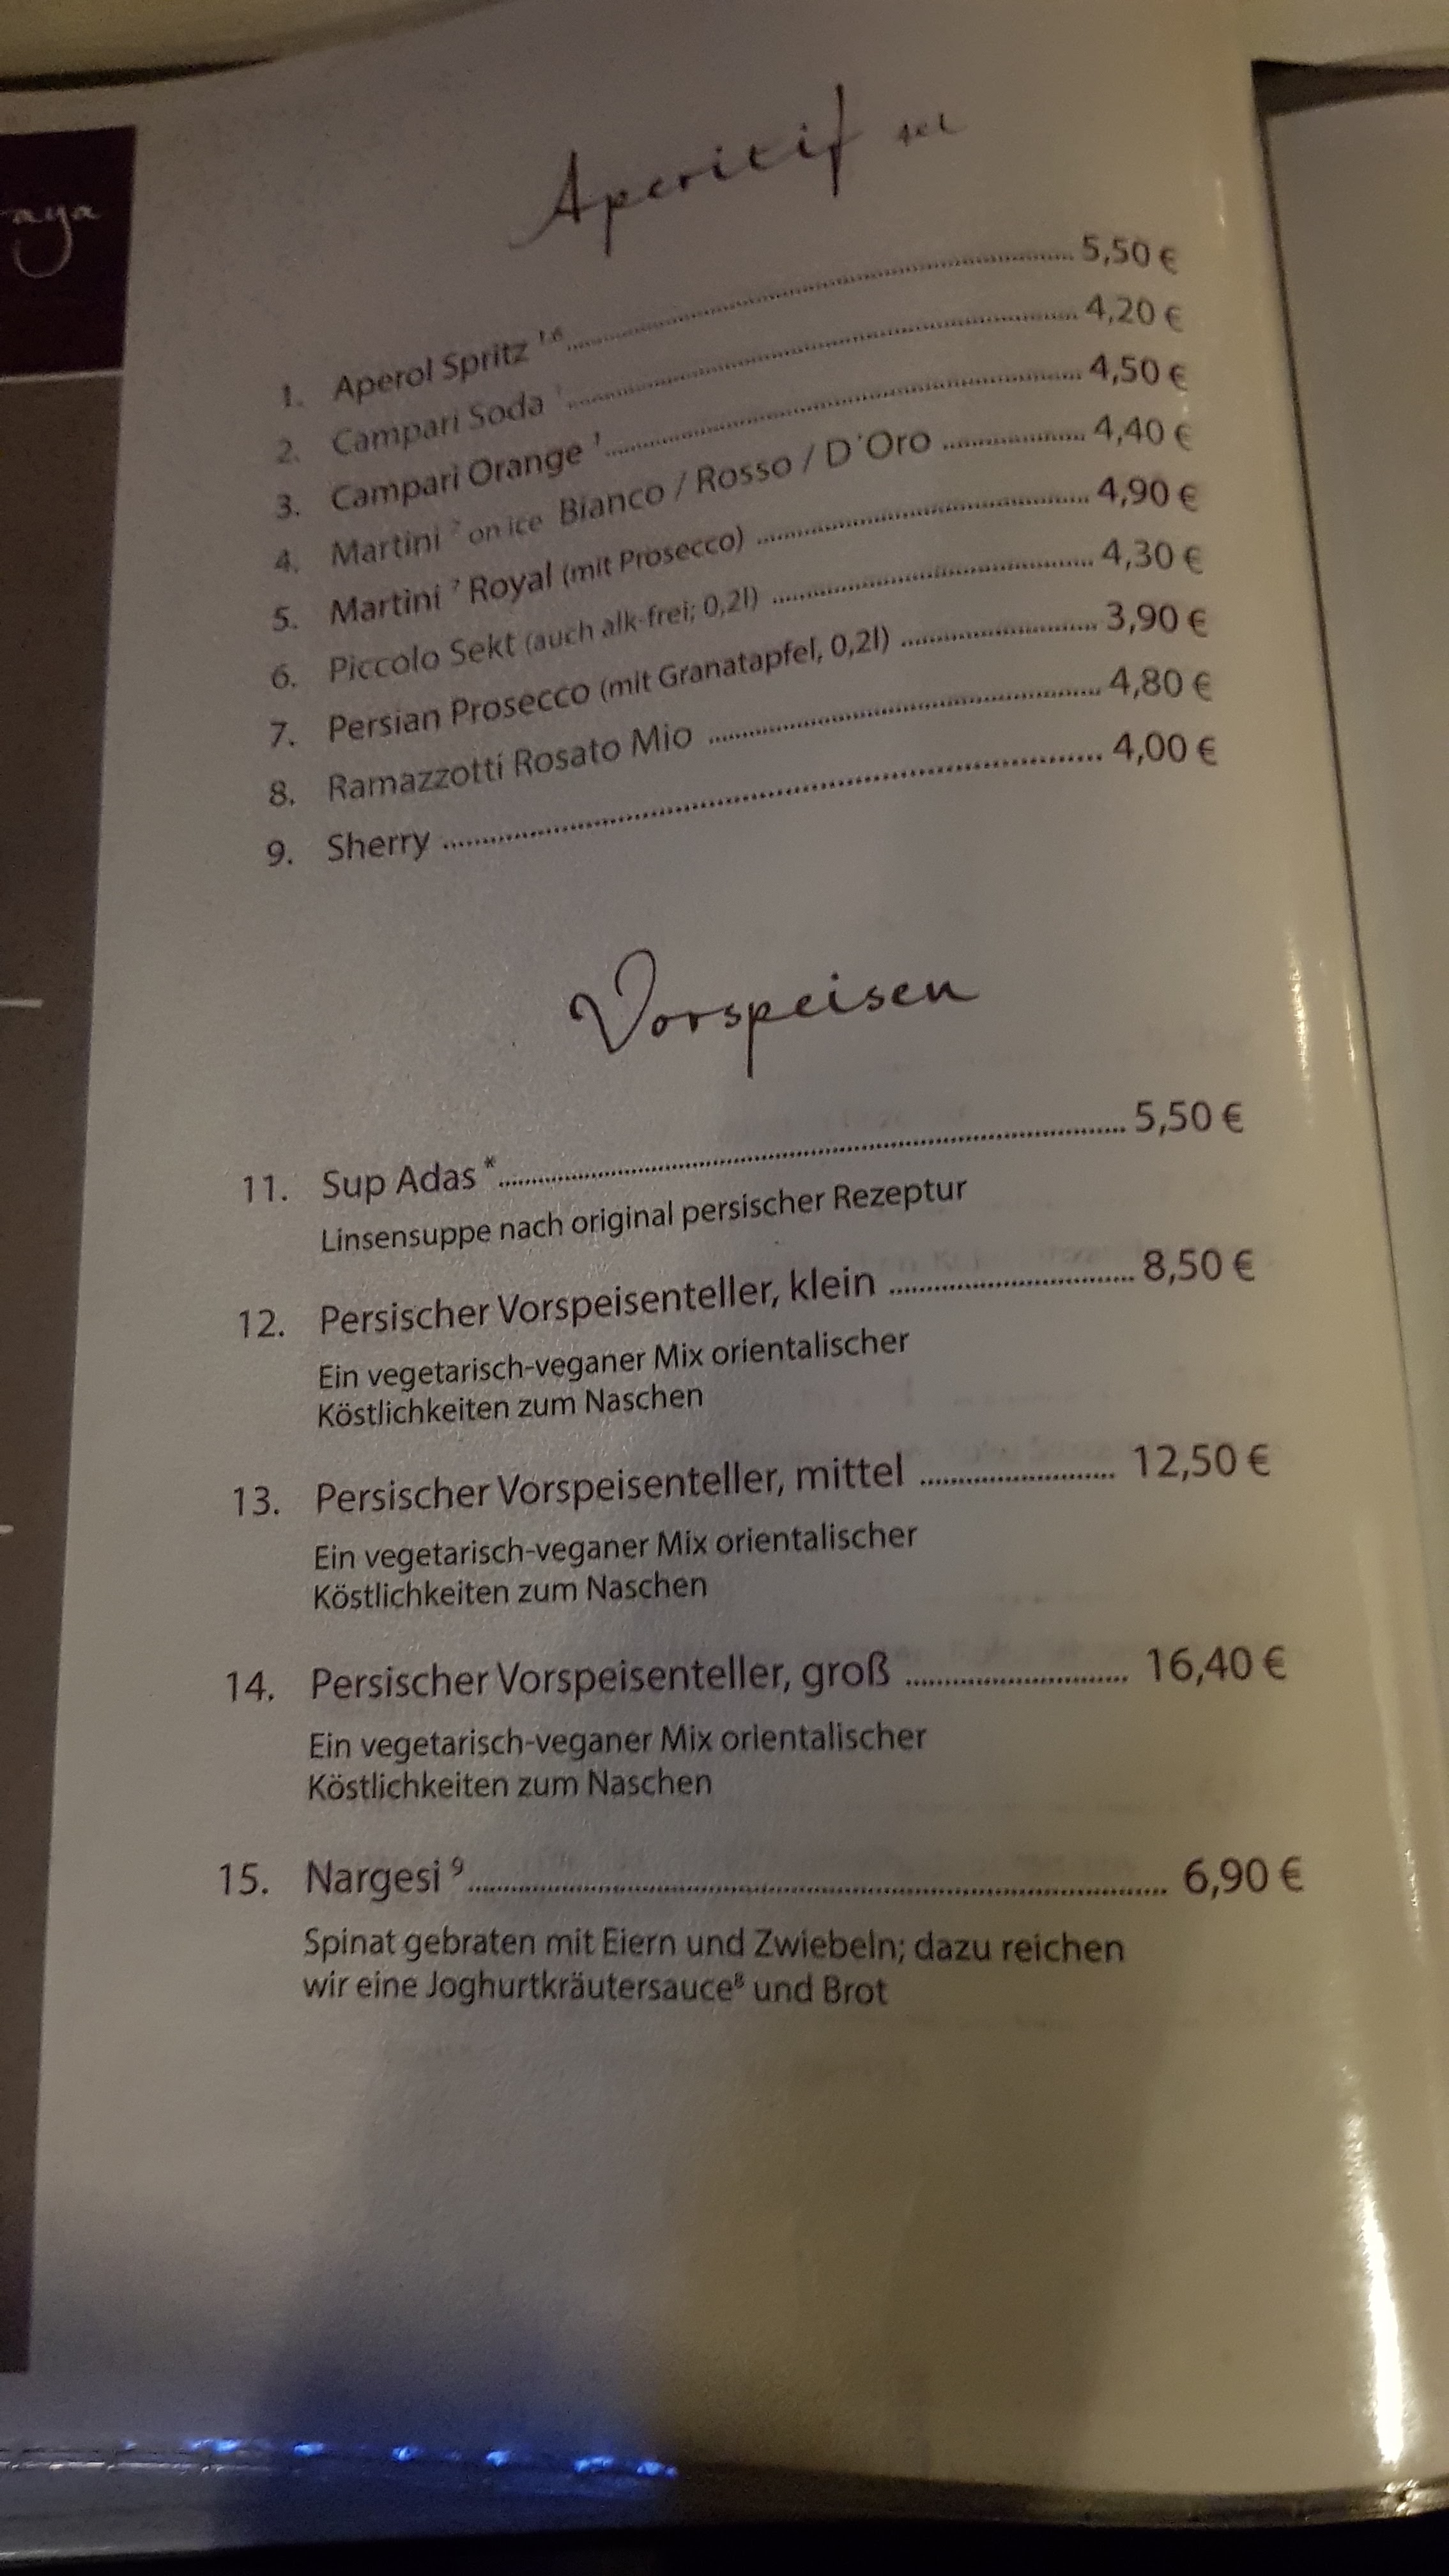 aya
Aperitif 4cl
1. Aperol Spritz 1,6 5,50 €
2. Campari Soda 1 4,20 €
3. Campari Orange 1 4,50 €
4. Martini 7 on ice Bianco / Rosso / D´Oro 4,40 €
5. Martini 7 Royal (mit Prosecco) 4,90 €
6. Piccolo Sekt (auch alk-frei; 0,2l) 4,30 €
7. Persian Prosecco (mit Granatapfel, 0,2l) 3,90 €
8. Ramazzotti Rosato Mio 4,80 €
9. Sherry 4,00 €
Vorspeisen
11. Sup Adas * 5,50 €
Linsensuppe nach original persischer Rezeptur
12. Persischer Vorspeisenteller, klein 8,50 €
Ein vegetarisch-veganer Mix orientalischer
Köstlichkeiten zum Naschen
13. Persischer Vorspeisenteller, mittel 12,50 €
Ein vegetarisch-veganer Mix orientalischer
Köstlichkeiten zum Naschen
14. Persischer Vorspeisenteller, groß 16,40 €
Ein vegetarisch-veganer Mix orientalischer
Köstlichkeiten zum Naschen
15. Nargesi 9 6,90 €
Spinat gebraten mit Eiern und Zwiebeln; dazu reichen
wir eine Joghurtkräutersauce8 und Brot